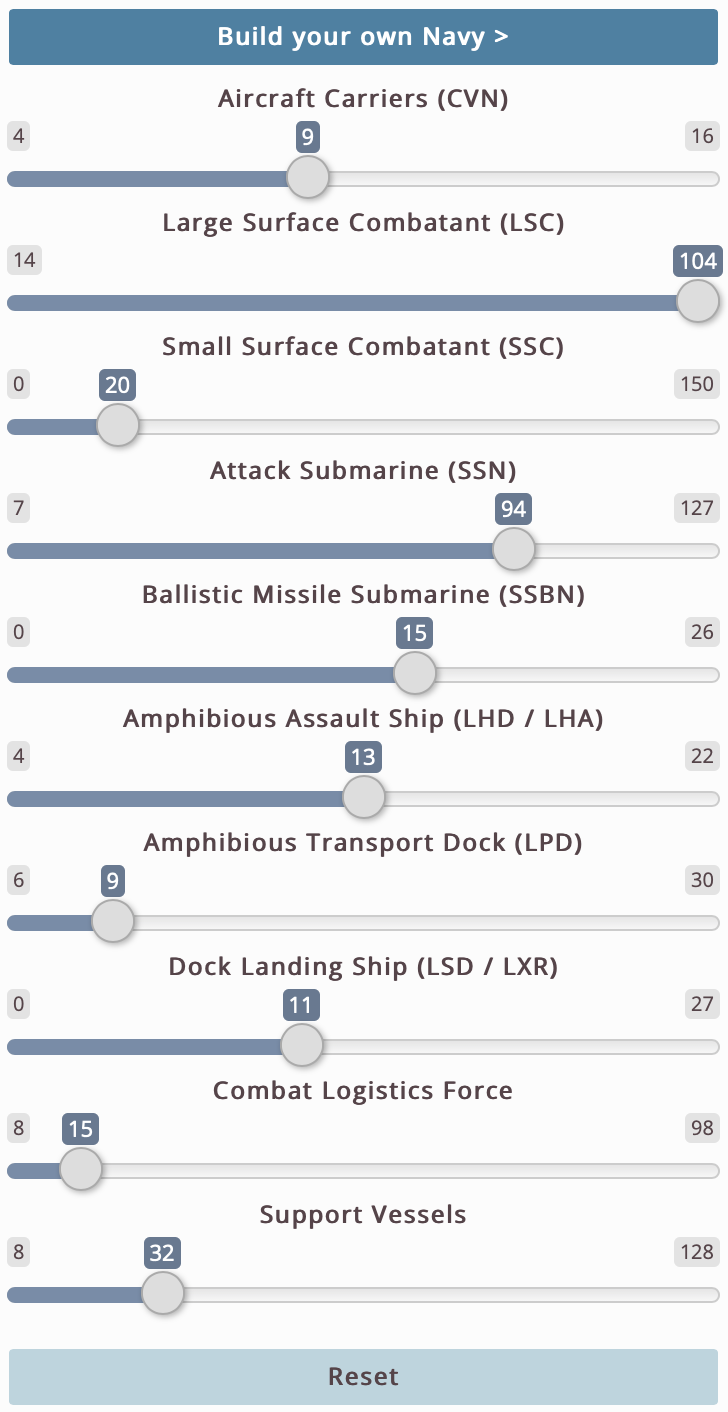 Build your own Navy >
Aircraft Carriers (CVN)
4 9 16
Large Surface Combatant (LSC)
14 104
Small Surface Combatant (SSC)
0 20 150
Attack Submarine (SSN)
7 94 127
Ballistic Missile Submarine (SSBN)
0 15 26
Amphibious Assault Ship (LHD / LHA)
4 13 22
Amphibious Transport Dock (LPD)
6 9 30
Dock Landing Ship (LSD / LXR)
0 11 27
Combat Logistics Force
8 15 98
Support Vessels
8 32 128
Reset